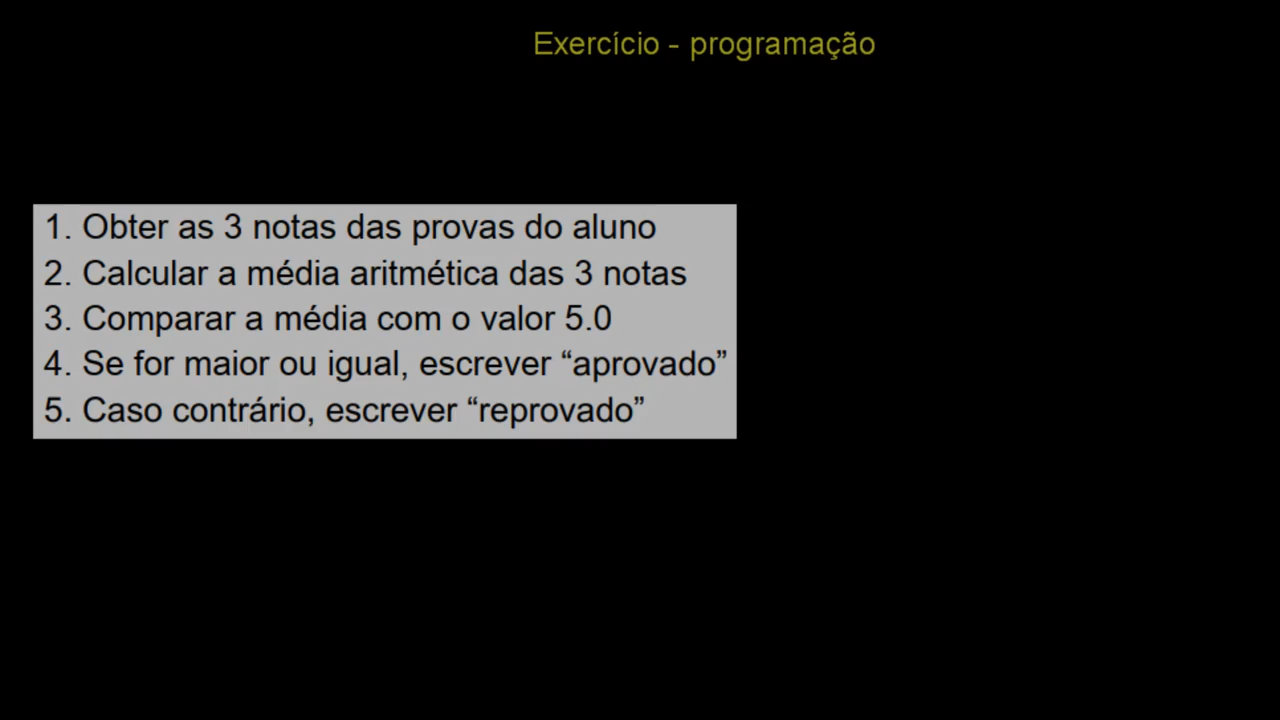 Exercício - programação
1. Obter as 3 notas das provas do aluno
2. Calcular a média aritmética das 3 notas
3. Comparar a média com o valor 5.0
4. Se for maior ou igual, escrever “aprovado”
5. Caso contrário, escrever “reprovado”